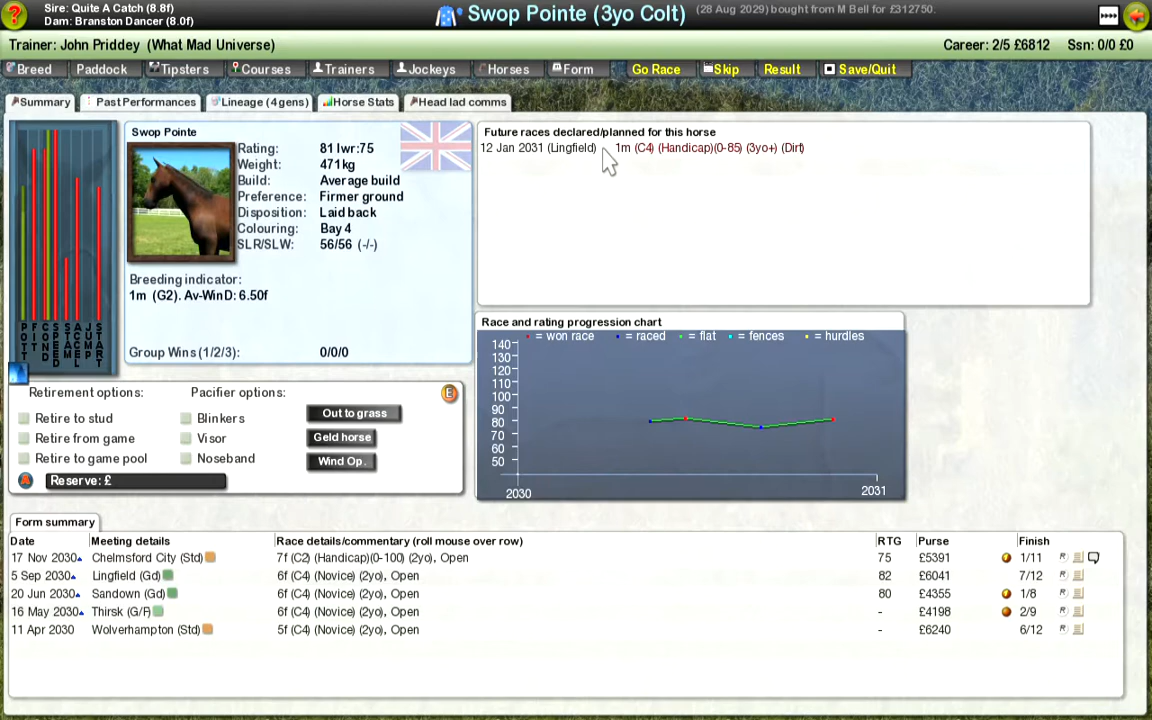 Sire: Quite A Catch (8.8f)
Dam: Branston Dancer (8.0f)
Swop Pointe (3yo Colt)
(28 Aug 2029) bought from M Bell for £312750.
Trainer: John Priddey (What Mad Universe)
Career: 2/5 £6812 Ssn: 0/0 £0
Breed Paddock Tipsters Courses Trainers Jockeys Horses Form Go Race Skip Result Save/Quit
Summary Past Performances Lineage (4gens) Horse Stats Head lad comms
POTT FIT COND SPEED STAM ACCEL JUMP START
Swop Pointe
Rating: 81 lwr:75
Weight: 471kg
Build: Average build
Preference: Firmer ground
Disposition: Laid back
Colouring: Bay 4
SLR/SLW: 56/56 (-/-)
Breeding indicator:
1m (G2). Av-WinD: 6.50f
Group Wins (1/2/3): 0/0/0
Future races declared/planned for this horse
12 Jan 2031 (Lingfield) 1m (C4) (Handicap)(0-85) (3yo+) (Dirt)
Race and rating progression chart
= won race = raced = flat = fences = hurdles
140
130
120
110
100
90
80
70
60
50
2030 2031
Retirement options: Pacifier options: E
Retire to stud Blinkers Out to grass
Retire from game Visor Geld horse
Retire to game pool Noseband Wind Op.
A Reserve: £
Form summary
Date Meeting details Race details/commentary (roll mouse over row) RTG Purse Finish
17 Nov 2030 Chelmsford City (Std) 7f (C2) (Handicap)(0-100) (2yo), Open 75 £5391 1/11 R
5 Sep 2030 Lingfield (Gd) 6f (C4) (Novice) (2yo), Open 82 £6041 7/12 R
20 Jun 2030 Sandown (Gd) 6f (C4) (Novice) (2yo), Open 80 £4355 1/8 R
16 May 2030 Thirsk (G/F) 6f (C4) (Novice) (2yo), Open - £4198 2/9 R
11 Apr 2030 Wolverhampton (Std) 5f (C4) (Novice) (2yo), Open - £6240 6/12 R